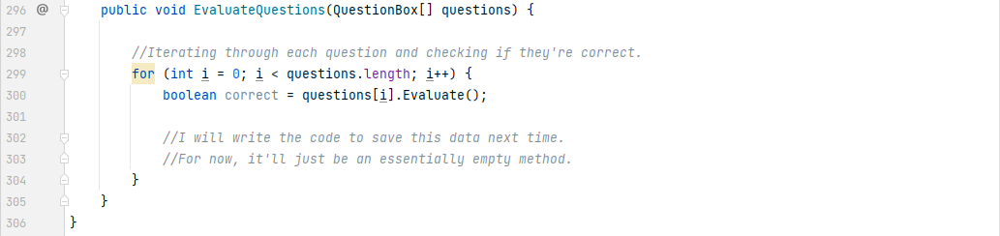 296 @ public void EvaluateQuestions(QuestionBox[] questions) {
297
298 //Iterating through each question and checking if they're correct.
299 for (int i = 0; i < questions.length; i++) {
300 boolean correct = questions[i].Evaluate();
301
302 //I will write the code to save this data next time.
303 //For now, it'll just be an essentially empty method.
304 }
305 }
306 }